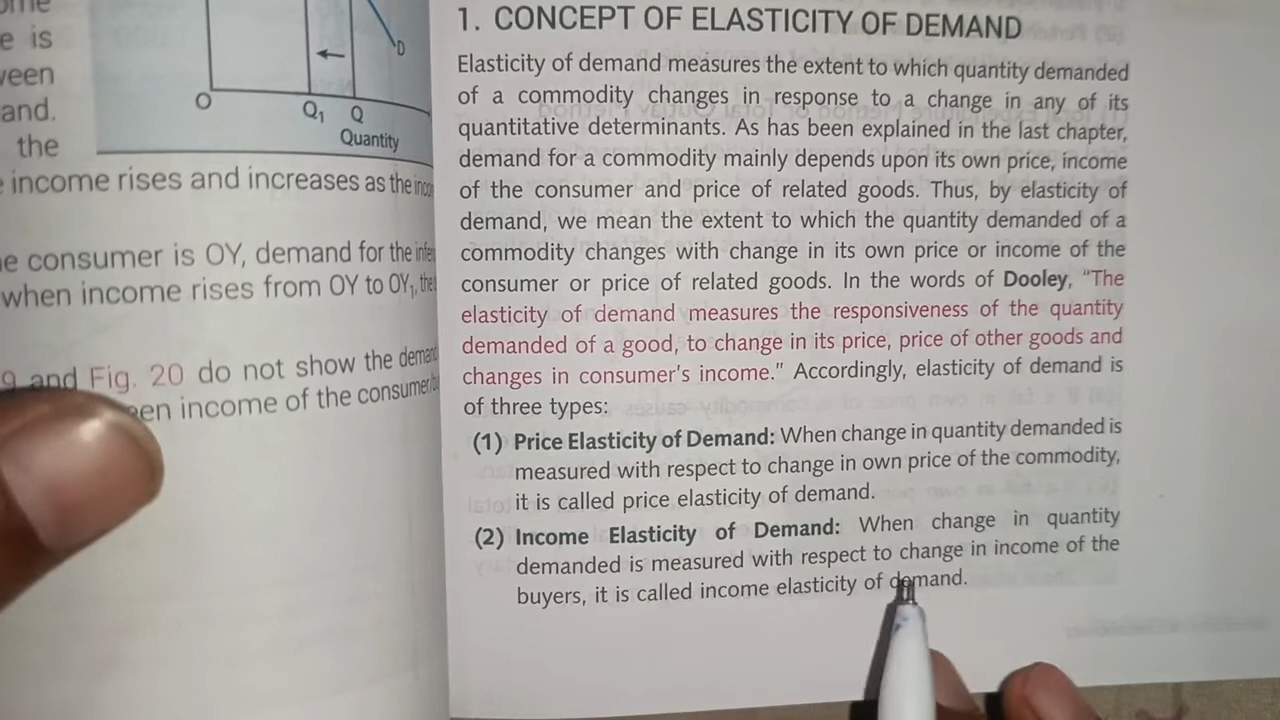 e is
D
O
Q1 Q
Quantity
and.
the
income rises and increases as the
consumer is OY, demand for the
when income rises from OY to OY1,
and Fig. 20 do not show the
income of the consumer
1. CONCEPT OF ELASTICITY OF DEMAND
Elasticity of demand measures the extent to which quantity demanded
of a commodity changes in response to a change in any of its
quantitative determinants. As has been explained in the last chapter,
demand for a commodity mainly depends upon its own price, income
of the consumer and price of related goods. Thus, by elasticity of
demand, we mean the extent to which the quantity demanded of a
commodity changes with change in its own price or income of the
consumer or price of related goods. In the words of Dooley, “The
elasticity of demand measures the responsiveness of the quantity
demanded of a good, to change in its price, price of other goods and
changes in consumer's income.” Accordingly, elasticity of demand is
of three types:
(1) Price Elasticity of Demand: When change in quantity demanded is
measured with respect to change in own price of the commodity,
it is called price elasticity of demand.
(2) Income Elasticity of Demand: When change in quantity
demanded is measured with respect to change in income of the
buyers, it is called income elasticity of demand.